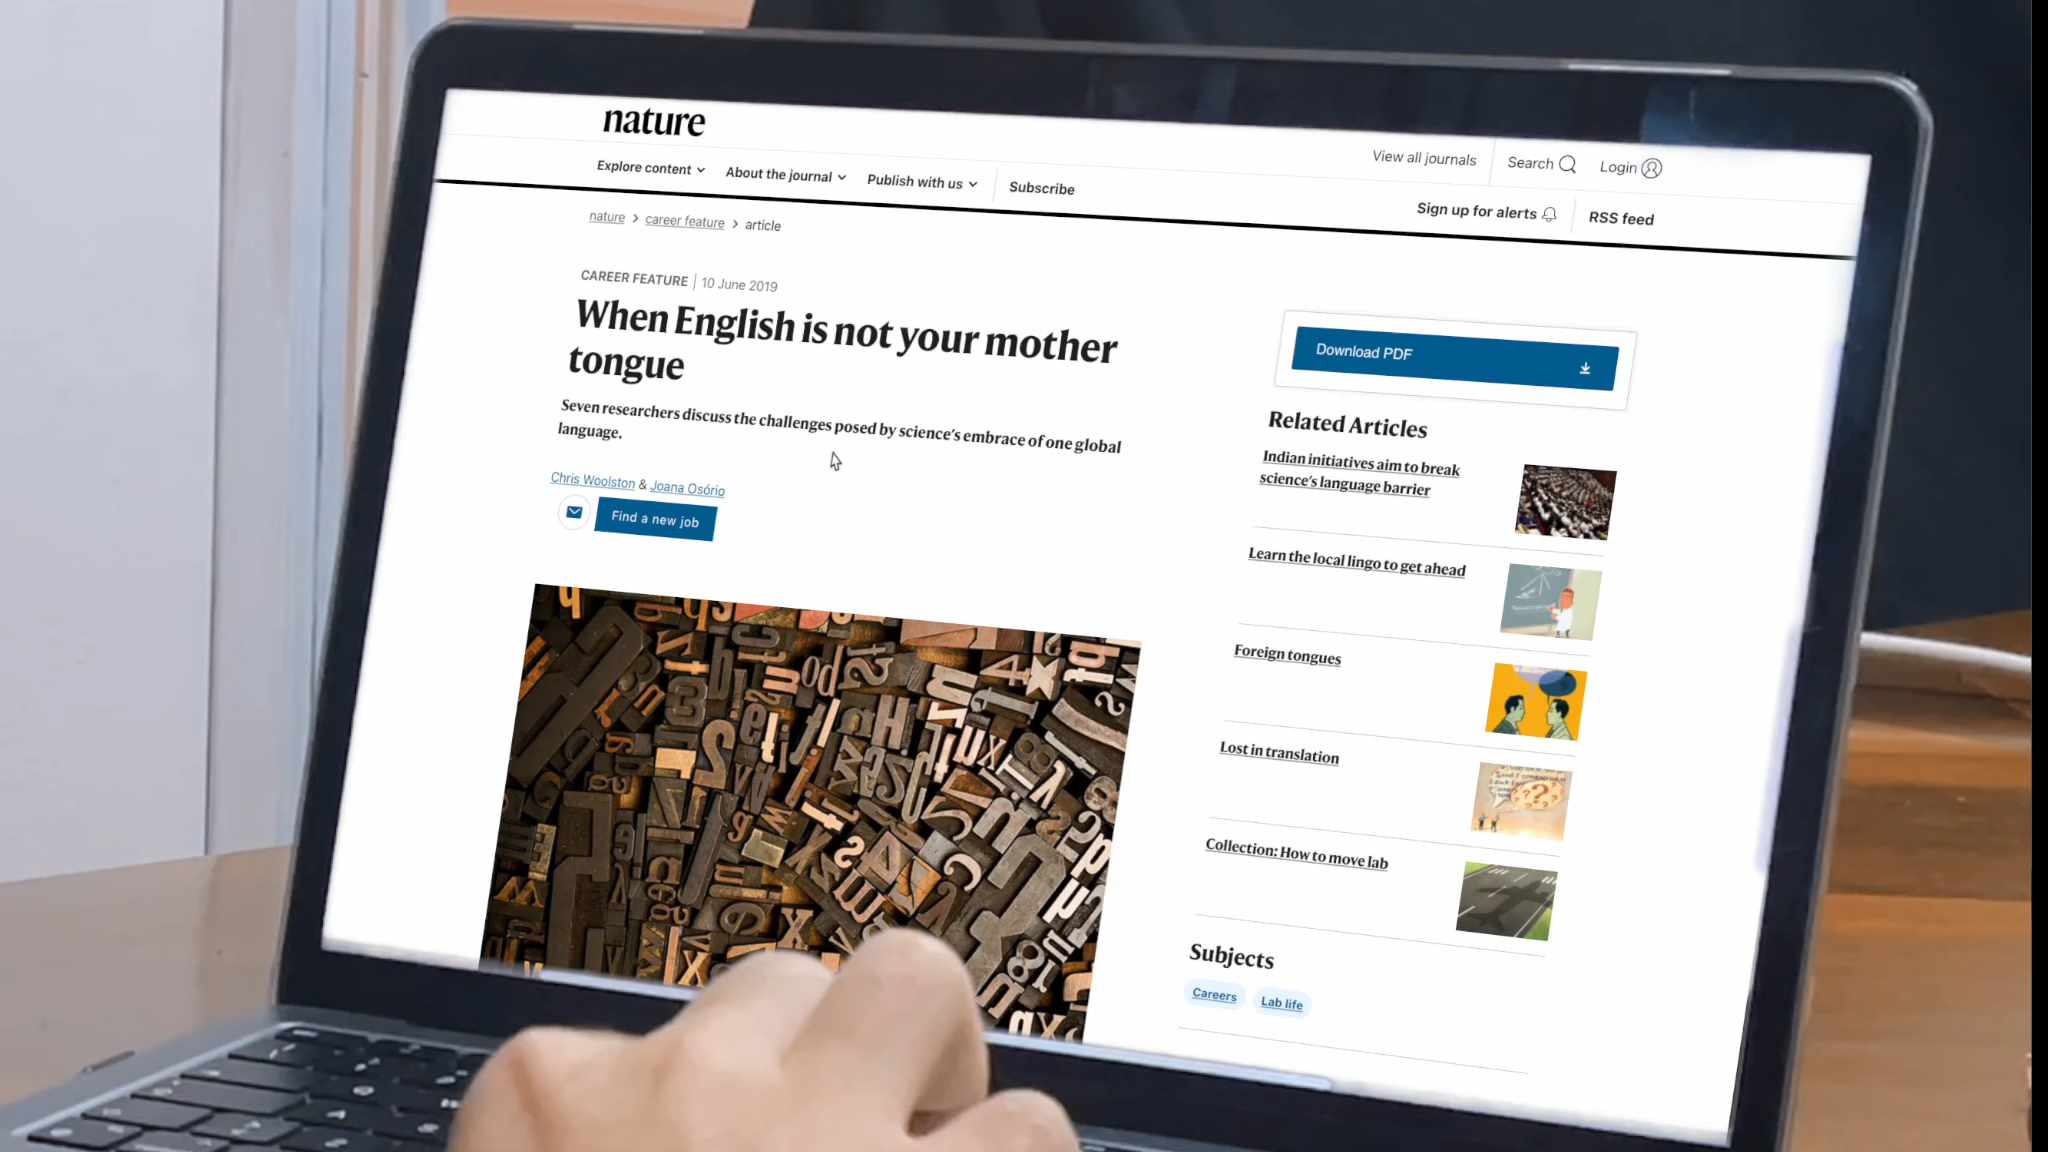 nature
View all journals
Search
Login
Explore content
About the journal
Publish with us
Subscribe
Sign up for alerts
RSS feed
nature > career feature > article
CAREER FEATURE | 10 June 2019
When English is not your mother
tongue
Seven researchers discuss the challenges posed by science's embrace of one global
language.
Chris Woolston & Joana Osório
Find a new job
Download PDF
Related Articles
Indian initiatives aim to break
science's language barrier
Learn the local lingo to get ahead
Foreign tongues
Lost in translation
Collection: How to move lab
Subjects
Careers
Lab life